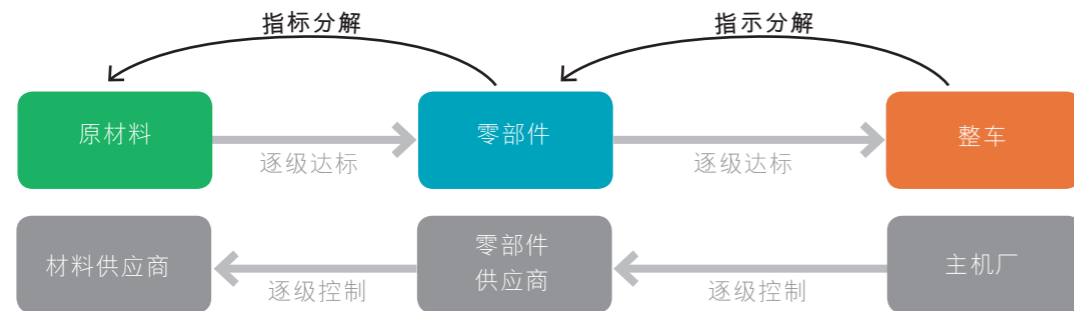 指标分解
指示分解
原材料
零部件
整车
逐级达标
逐级达标
材料供应商
零部件
供应商
主机厂
逐级控制
逐级控制